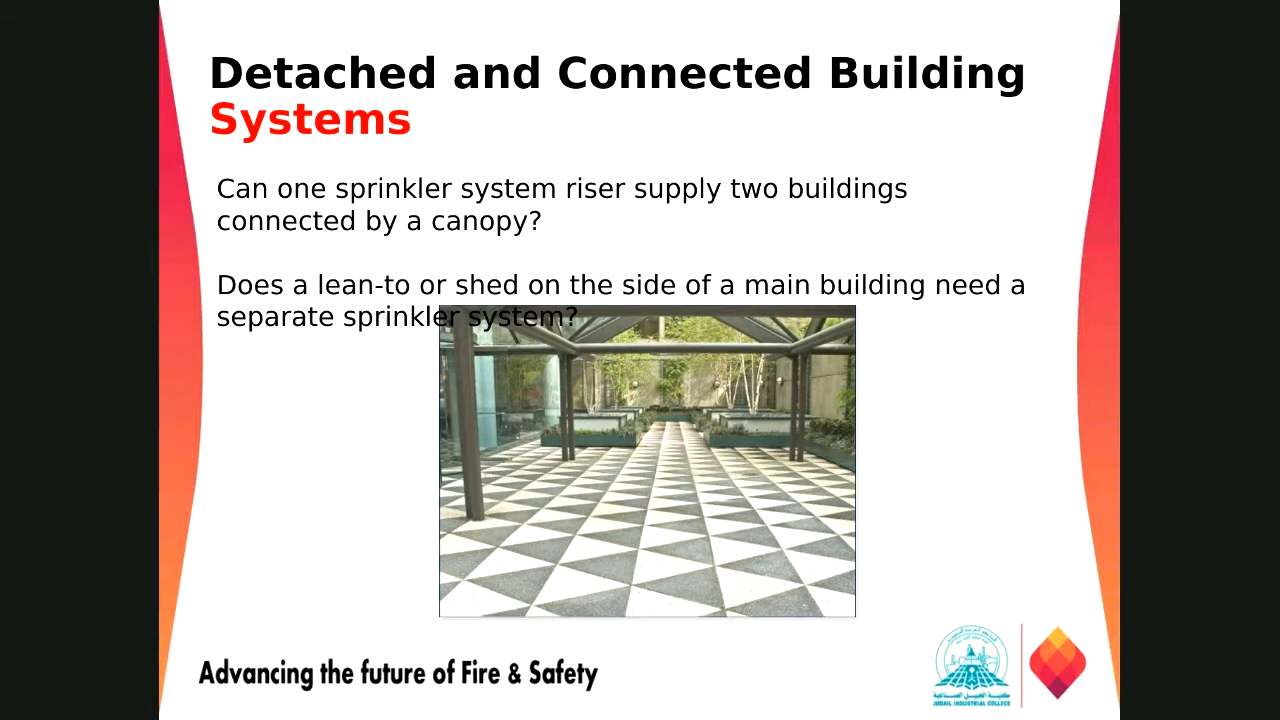 Detached and Connected Building
Systems
Can one sprinkler system riser supply two buildings
connected by a canopy?
Does a lean-to or shed on the side of a main building need a
separate sprinkler system?
Advancing the future of Fire & Safety
JUBAIL INDUSTRIAL COLLEGE